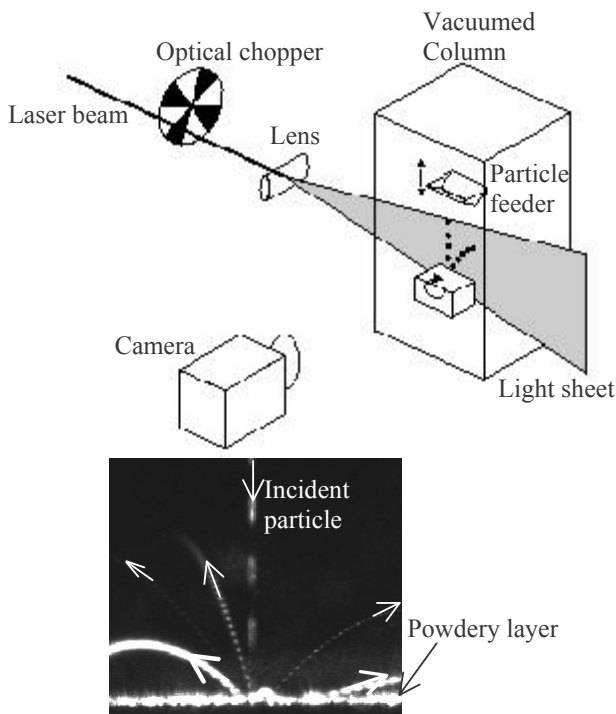 Vacuumed
Column
Optical chopper
Laser beam
Lens
Particle
feeder
Camera
Light sheet
Incident
particle
Powdery layer